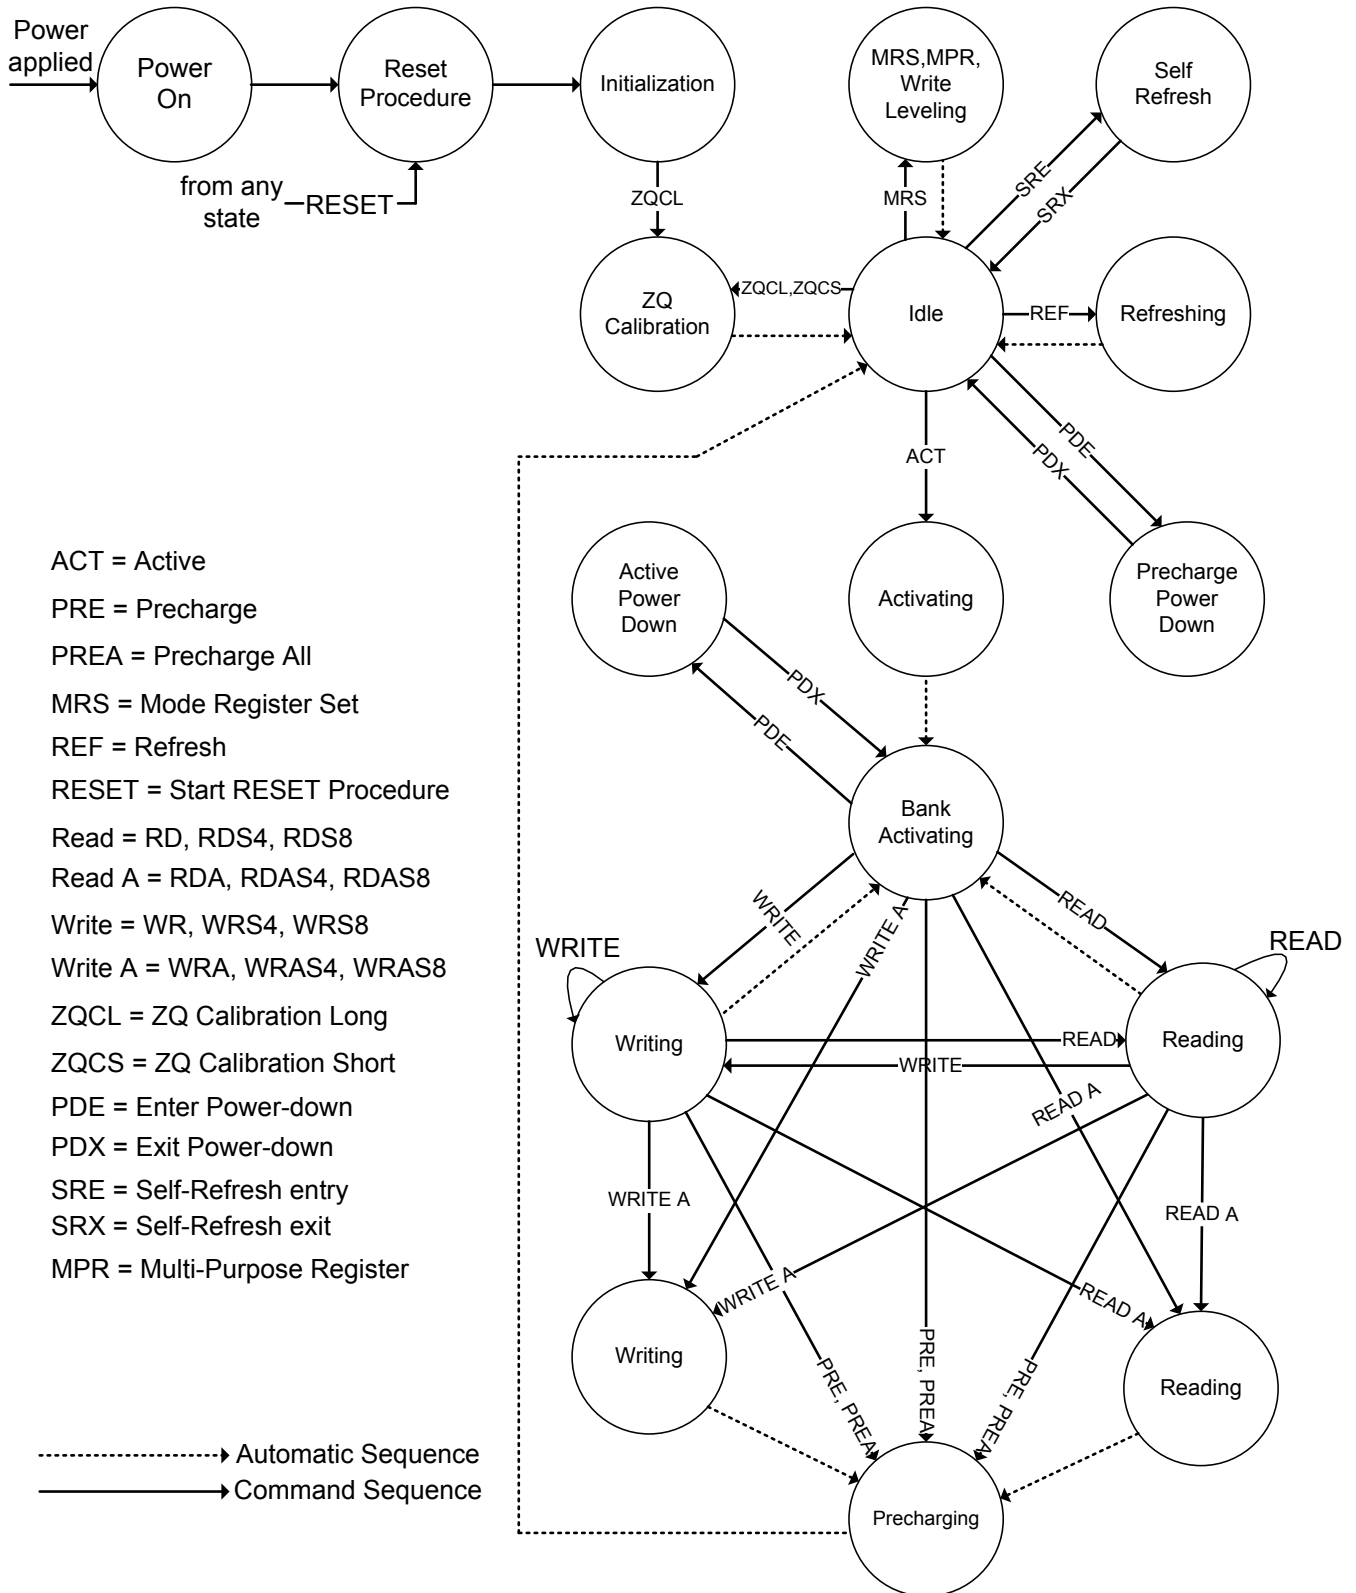 Power
applied
Power
On
Reset
Procedure
Initialization
MRS,MPR,
Write
Leveling
Self
Refresh
from any
state
RESET
ZQCL
MRS
SRE
SRX
ZQ
Calibration
ZQCL,ZQCS
Idle
REF
Refreshing
ACT
PDE
PDX
Active
Power
Down
Activating
Precharge
Power
Down
PDX
PDE
Bank
Activating
ACT = Active
PRE = Precharge
PREA = Precharge All
MRS = Mode Register Set
REF = Refresh
RESET = Start RESET Procedure
Read = RD, RDS4, RDS8
Read A = RDA, RDAS4, RDAS8
Write = WR, WRS4, WRS8
Write A = WRA, WRAS4, WRAS8
ZQCL = ZQ Calibration Long
ZQCS = ZQ Calibration Short
PDE = Enter Power-down
PDX = Exit Power-down
SRE = Self-Refresh entry
SRX = Self-Refresh exit
MPR = Multi-Purpose Register
WRITE
WRITE
WRITE A
READ
READ
Writing
READ
WRITE
Reading
READ A
WRITE A
READ A
WRITE A
READ A
Writing
PRE, PREA
PRE, PREA
PRE, PREA
Reading
Precharging
Automatic Sequence
Command Sequence